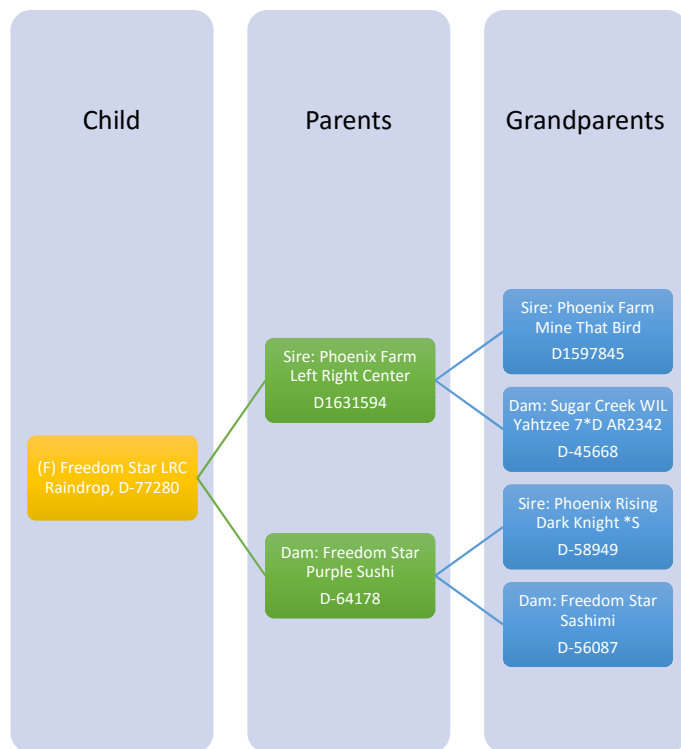 Child
Parents
Grandparents
(F) Freedom Star LRC
Raindrop, D-77280
Sire: Phoenix Farm
Left Right Center
D1631594
Dam: Freedom Star
Purple Sushi
D-64178
Sire: Phoenix Farm
Mine That Bird
D1597845
Dam: Sugar Creek WIL
Yahtzee 7*D AR2342
D-45668
Sire: Phoenix Rising
Dark Knight *S
D-58949
Dam: Freedom Star
Sashimi
D-56087